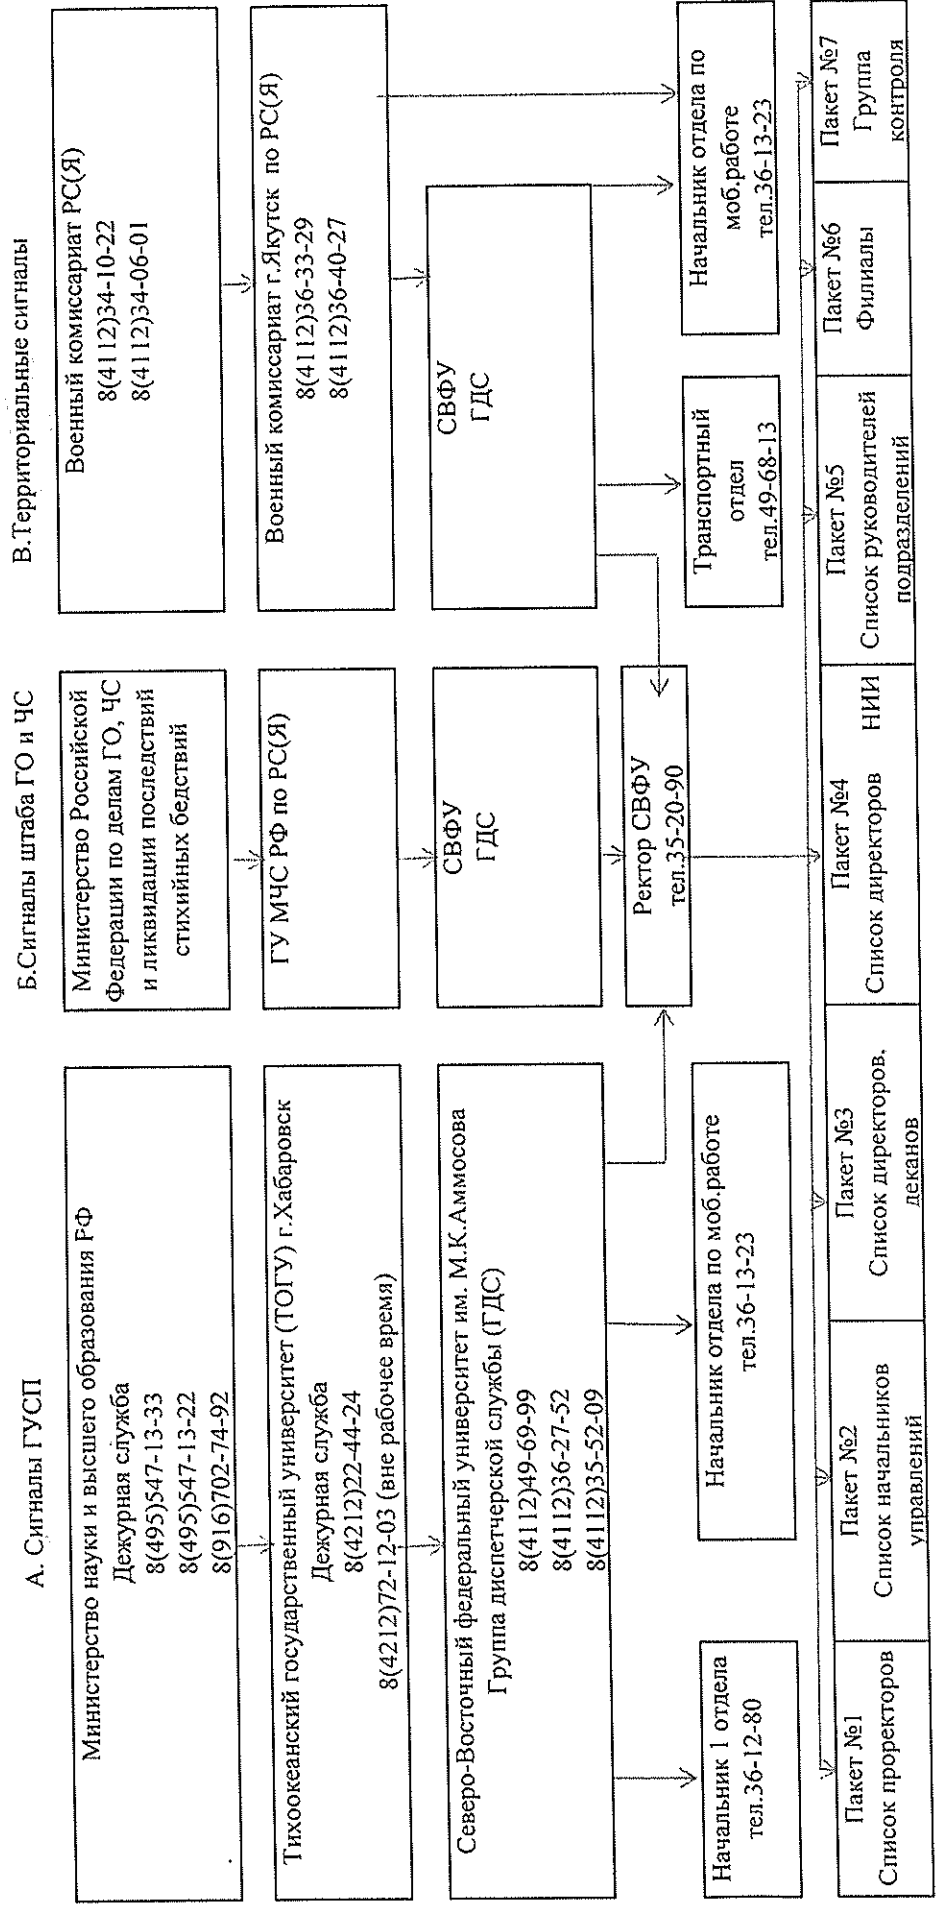 А. Сигналы ГУСП
Министерство науки и высшего образования РФ
Дежурная служба
8(495)547-13-33
8(495)547-13-22
8(916)702-74-92
Тихоокеанский государственный университет (ТОГУ) г.Хабаровск
Дежурная служба
8(4212)22-44-24
8(4212)72-12-03 (вне рабочее время)
Северо-Восточный федеральный университет им. М.К.Аммосова
Группа диспетчерской службы (ГДС)
8(4112)49-69-99
8(4112)36-27-52
8(4112)35-52-09
Начальник 1 отдела
тел.36-12-80
Начальник отдела по моб.работе
тел.36-13-23
Б.Сигналы штаба ГО и ЧС
Министерство Российской
Федерации по делам ГО, ЧС
и ликвидации последствий
стихийных бедствий
ГУ МЧС РФ по РС(Я)
СВФУ
ГДС
Ректор СВФУ
тел.35-20-90
В.Территориальные сигналы
Военный комиссариат РС(Я)
8(4112)34-10-22
8(4112)34-06-01
Военный комиссариат г.Якутск по РС(Я)
8(4112)36-33-29
8(4112)36-40-27
СВФУ
ГДС
Транспортный
отдел
тел.49-68-13
Начальник отдела по
моб.работе
тел.36-13-23
Пакет №1
Список проректоров
Пакет №2
Список начальников
управлений
Пакет №3
Список директоров,
деканов
Пакет №4
Список директоров НИИ
Пакет №5
Список руководителей
подразделений
Пакет №6
Филиалы
Пакет №7
Группа
контроля